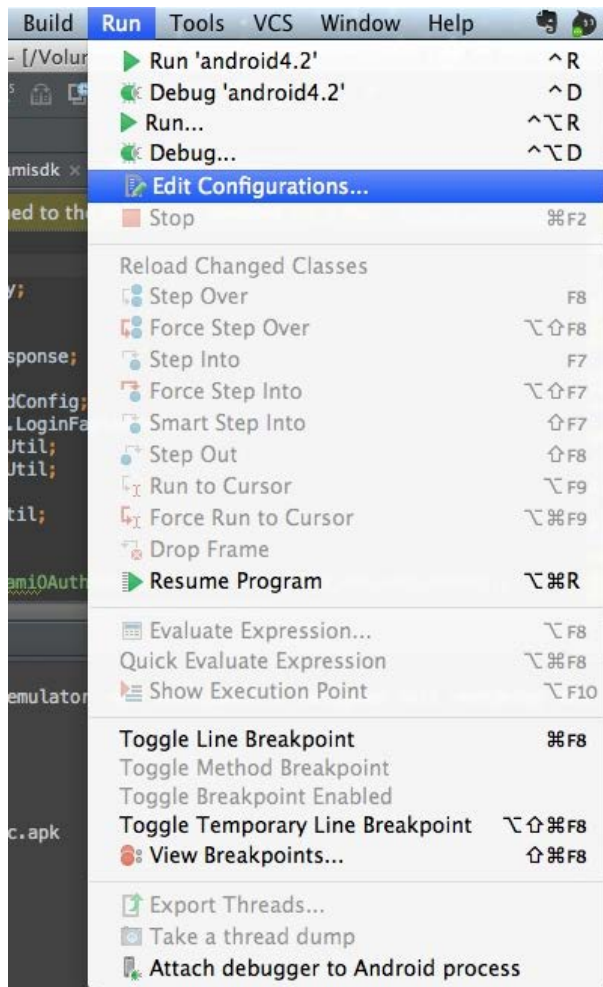 Build Run Tools VCS Window Help
- [/Volur
Run 'android4.2' ^R
Debug 'android4.2' ^D
Run... ^⌥R
Debug... ^⌥D
amisdk ×
Edit Configurations...
ned to the
Stop ⌘F2
Reload Changed Classes
y;
Step Over F8
Force Step Over ⌥⇧F8
sponse;
Step Into F7
dConfig;
Force Step Into ⌥⇧F7
.LoginFa
Smart Step Into ⇧F7
Util;
Step Out ⇧F8
Util;
Run to Cursor ⌥F9
til;
Force Run to Cursor ⌥⌘F9
Drop Frame
amiOAuth
Resume Program ⌥⌘R
Evaluate Expression... ⌥F8
Quick Evaluate Expression ⌥⌘F8
emulator
Show Execution Point ⌥F10
Toggle Line Breakpoint ⌘F8
Toggle Method Breakpoint
Toggle Breakpoint Enabled
c.apk
Toggle Temporary Line Breakpoint ⌥⇧⌘F8
View Breakpoints... ⇧⌘F8
Export Threads...
Take a thread dump
Attach debugger to Android process